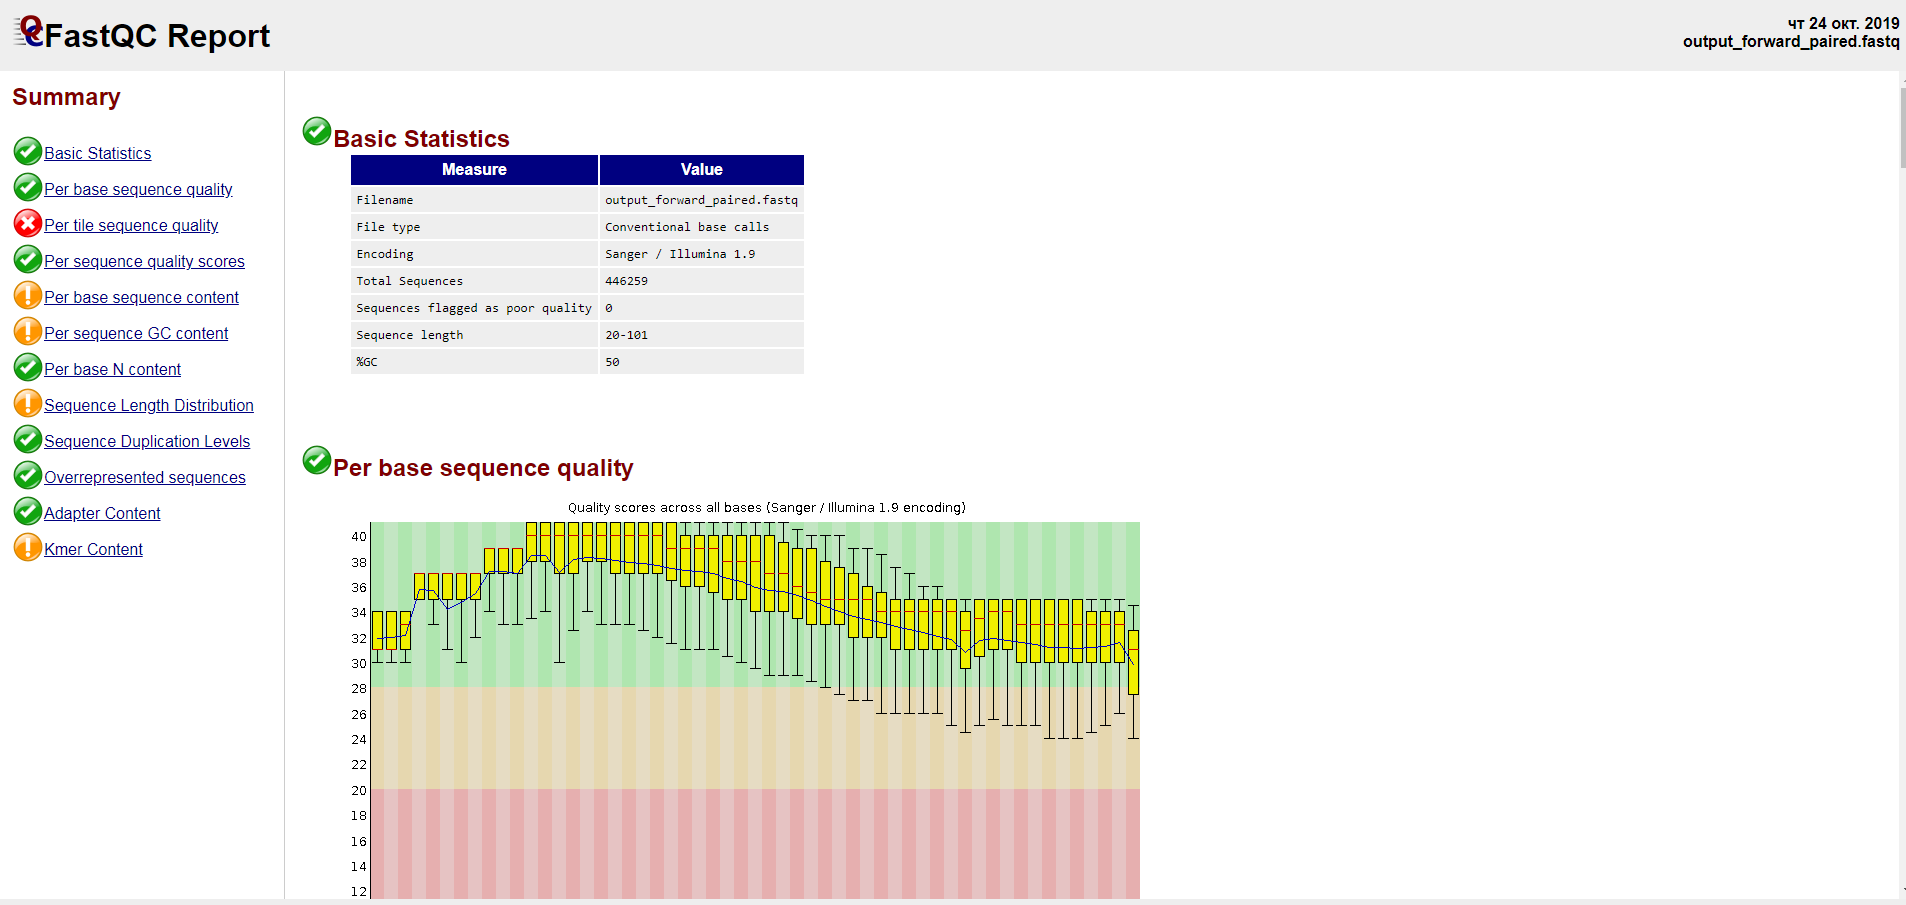 QC FastQC Report
чт 24 окт. 2019
output_forward_paired.fastq
Summary
Basic Statistics
Per base sequence quality
Per tile sequence quality
Per sequence quality scores
Per base sequence content
Per sequence GC content
Per base N content
Sequence Length Distribution
Sequence Duplication Levels
Overrepresented sequences
Adapter Content
Kmer Content
Basic Statistics
Measure Value
Filename output_forward_paired.fastq
File type Conventional base calls
Encoding Sanger / Illumina 1.9
Total Sequences 446259
Sequences flagged as poor quality 0
Sequence length 20-101
%GC 50
Per base sequence quality
Quality scores across all bases (Sanger / Illumina 1.9 encoding)
40
38
36
34
32
30
28
26
24
22
20
18
16
14
12